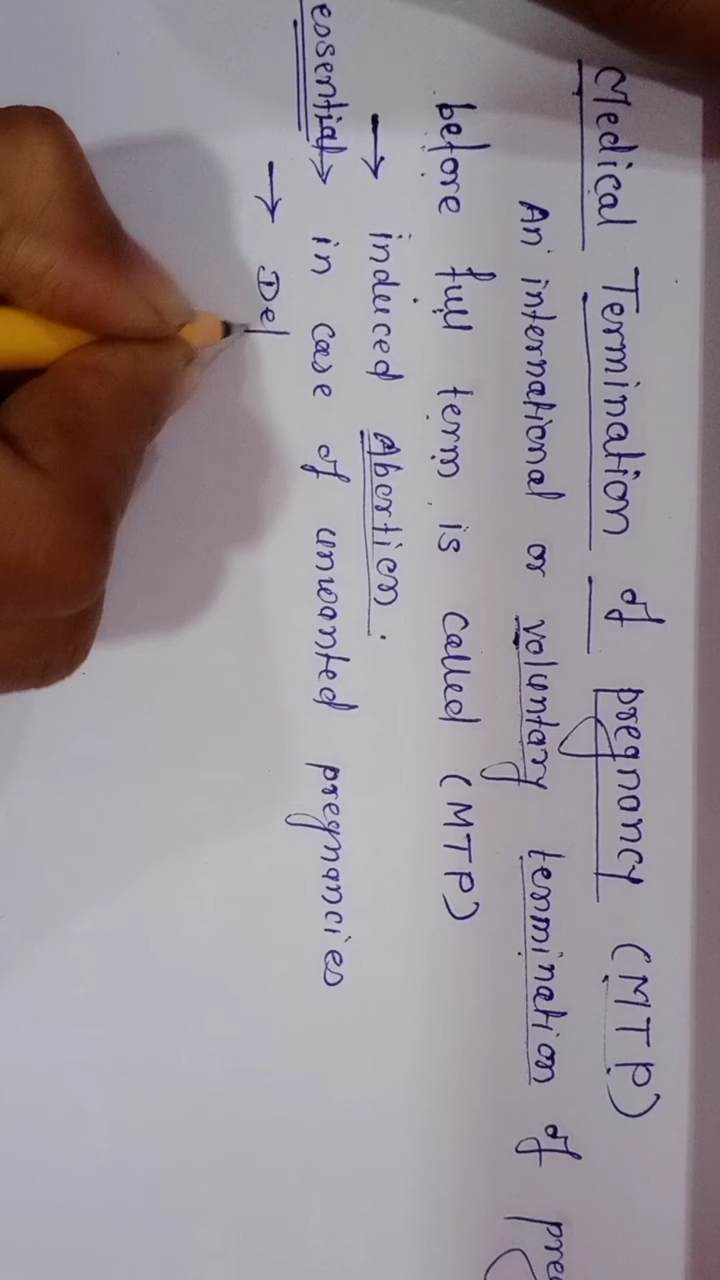 Medical Termination of pregnancy (MTP)
An international or voluntary termination of pre
before full term is called (MTP)
→ induced Abortion.
essential → in case of unwanted pregnancies
→ Del